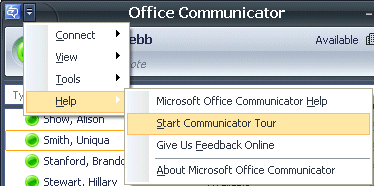 Office Communicator
Connect
ebb
Available
View
ote
Tools
Ty
Help
Microsoft Office Communicator Help
Show, Alison
Start Communicator Tour
Smith, Uniqua
Give Us Feedback Online
Stanford, Brando
About Microsoft Office Communicator
Stewart, Hillary